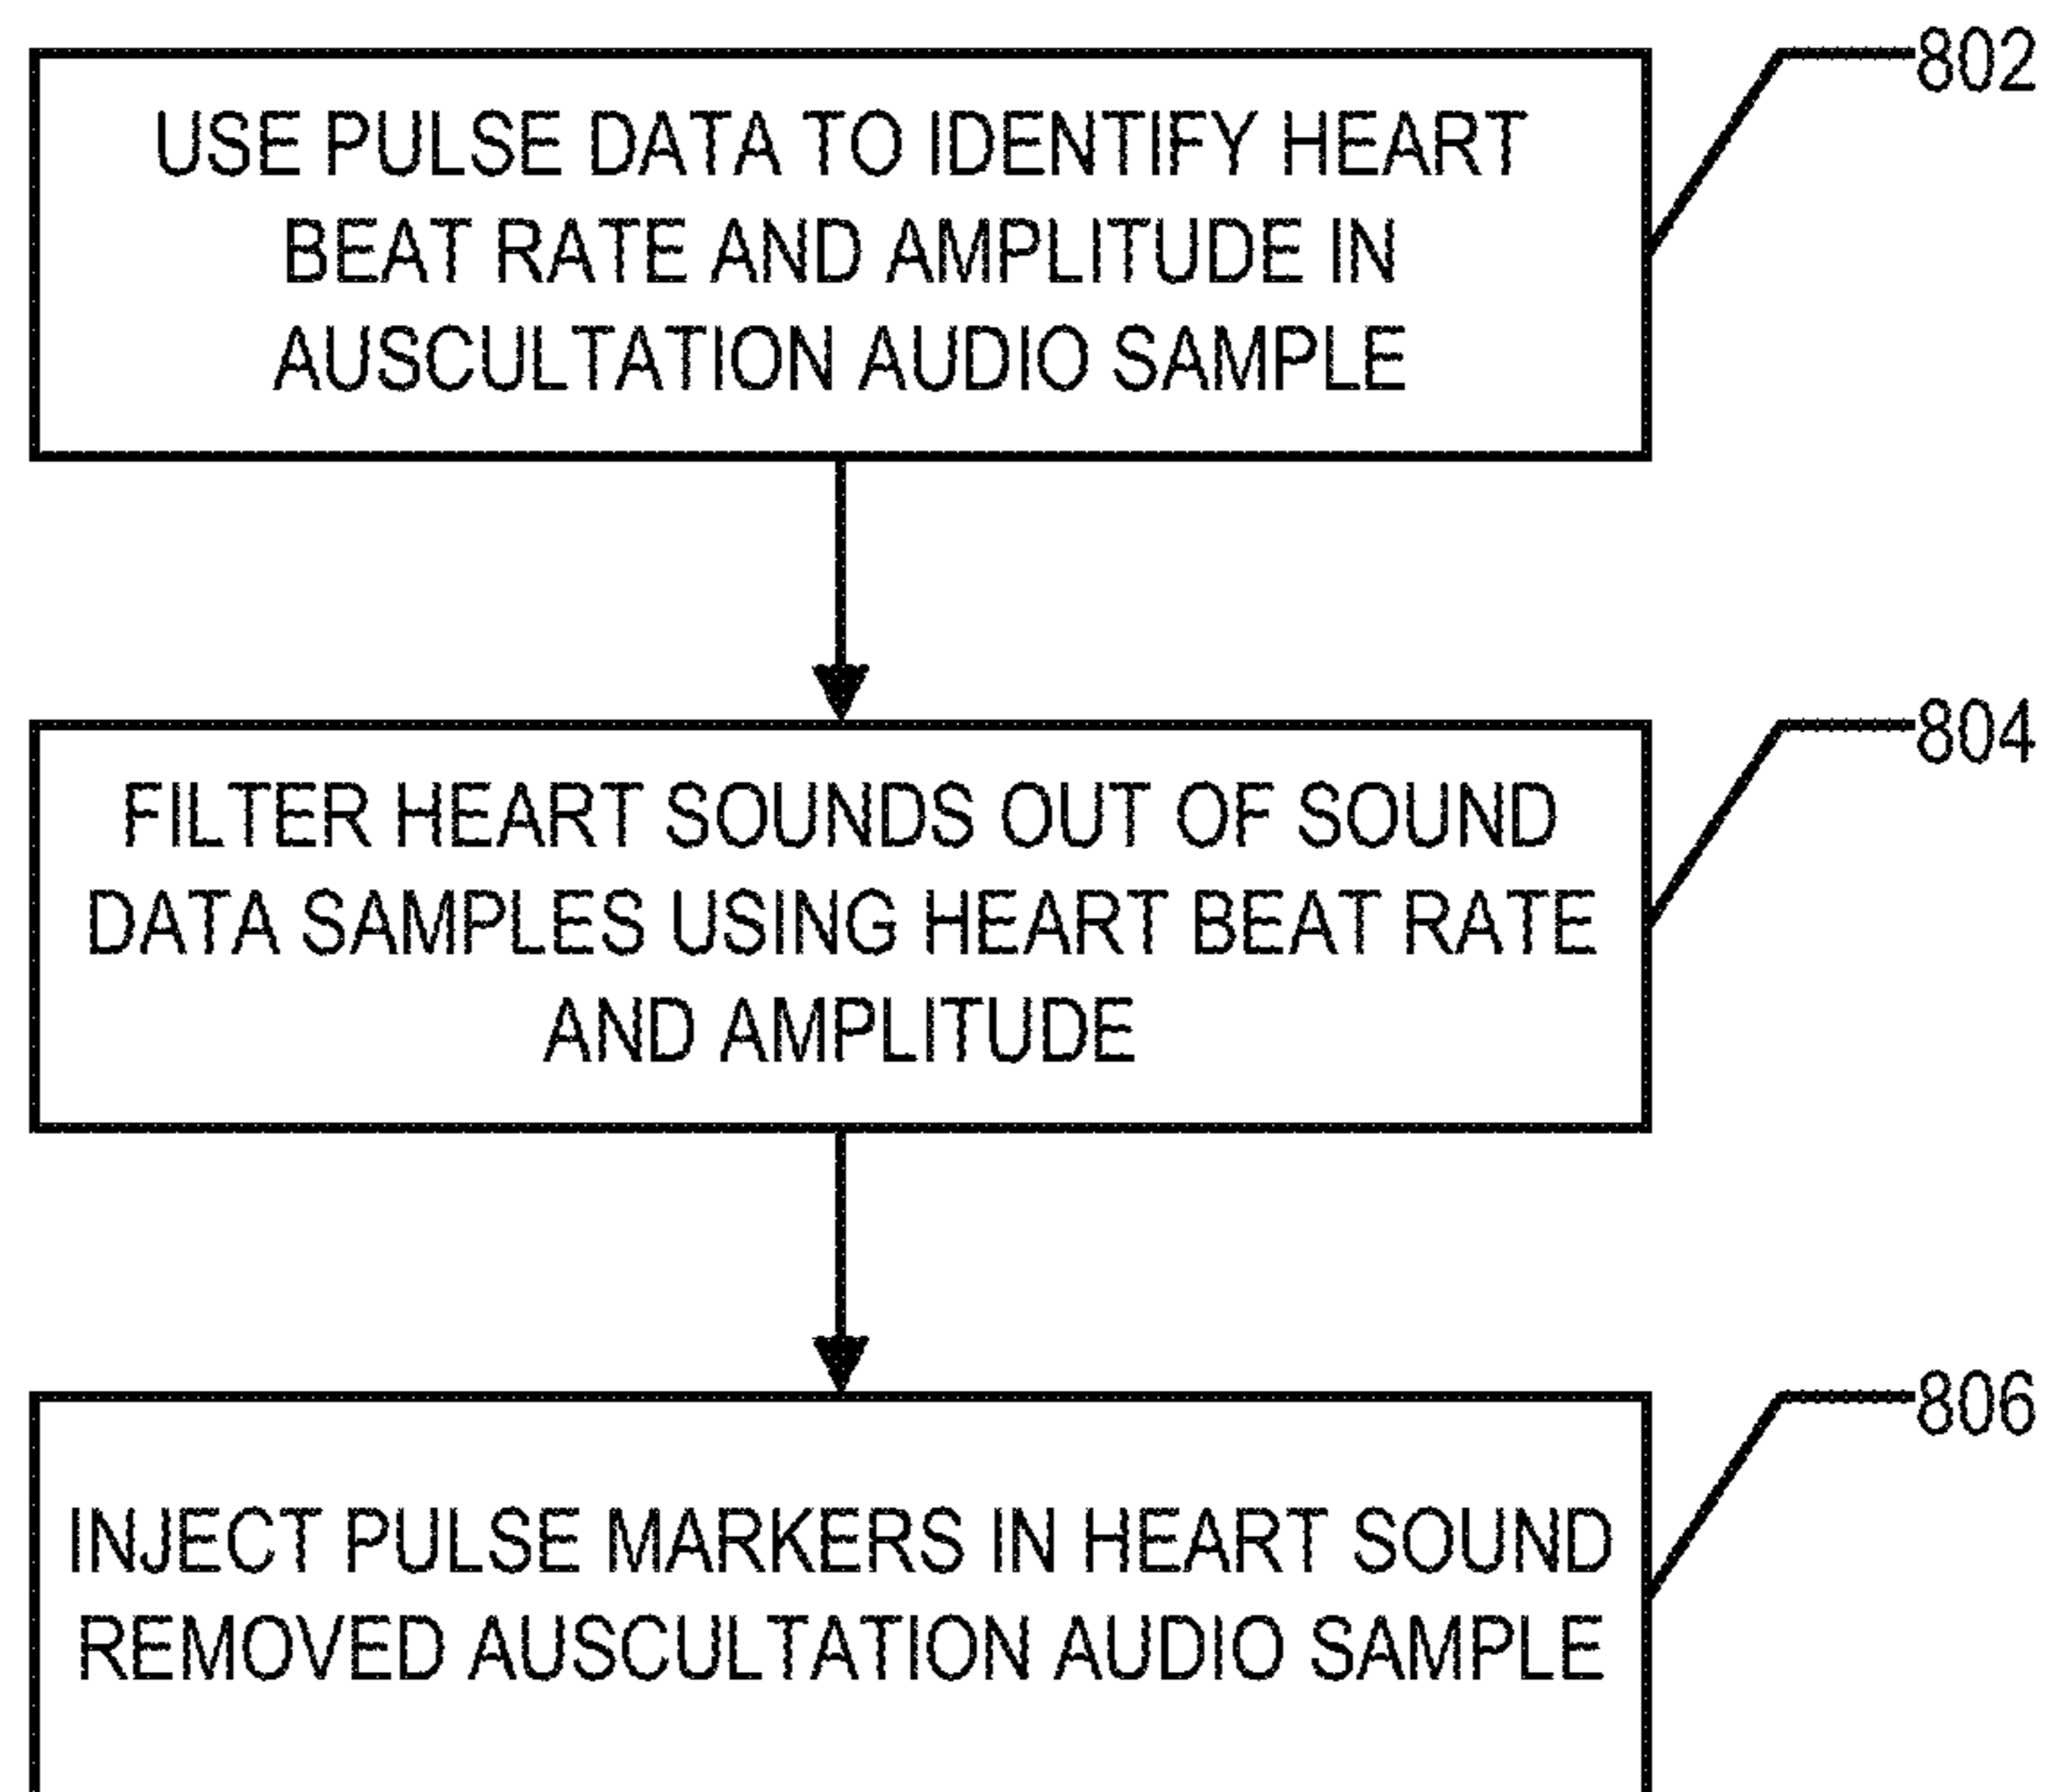 802
USE PULSE DATA TO IDENTIFY HEART
BEAT RATE AND AMPLITUDE IN
AUSCULTATION AUDIO SAMPLE
804
FILTER HEART SOUNDS OUT OF SOUND
DATA SAMPLES USING HEART BEAT RATE
AND AMPLITUDE
806
INJECT PULSE MARKERS IN HEART SOUND
REMOVED AUSCULTATION AUDIO SAMPLE